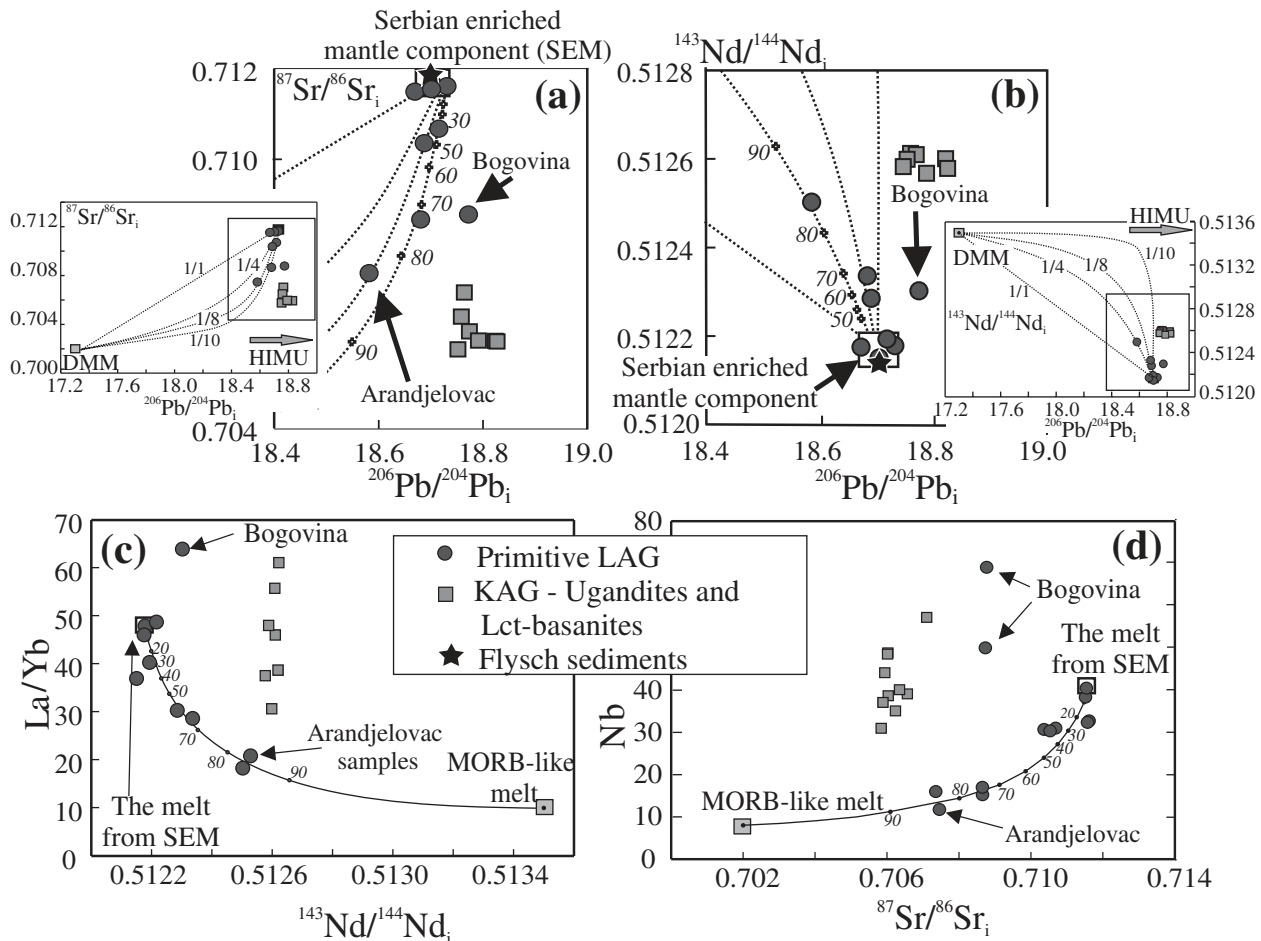 Serbian enriched
mantle component (SEM)
(a)
87Sr/86Sri
0.712
0.710
0.704
18.4
18.6
18.8
19.0
206Pb/204Pbi
30
50
60
70
80
90
Bogovina
Arandjelovac
87Sr/86Sri
0.712
0.708
0.704
0.700
17.2
17.6
18.0
18.4
18.8
206Pb/204Pbi
1/1
1/4
1/8
1/10
DMM
HIMU
(b)
143Nd/144Ndi
0.5128
0.5126
0.5124
0.5122
0.5120
18.4
18.6
18.8
19.0
206Pb/204Pbi
90
80
70
60
50
Bogovina
Serbian enriched
mantle component
HIMU
DMM
1/10
1/8
1/4
1/1
143Nd/144Ndi
0.5136
0.5132
0.5128
0.5124
0.5120
17.2
17.6
18.0
18.4
18.8
206Pb/204Pbi
(c)
La/Yb
70
60
50
40
30
20
10
0
0.5122
0.5126
0.5130
0.5134
143Nd/144Ndi
Bogovina
20
30
40
50
70
80
90
Arandjelovac
samples
MORB-like
melt
The melt
from SEM
Primitive LAG
KAG - Ugandites and
Lct-basanites
Flysch sediments
(d)
Nb
80
40
30
20
10
0
0.702
0.706
0.710
0.714
87Sr/86Sri
Bogovina
The melt
from SEM
20
30
40
50
60
70
80
90
MORB-like melt
Arandjelovac